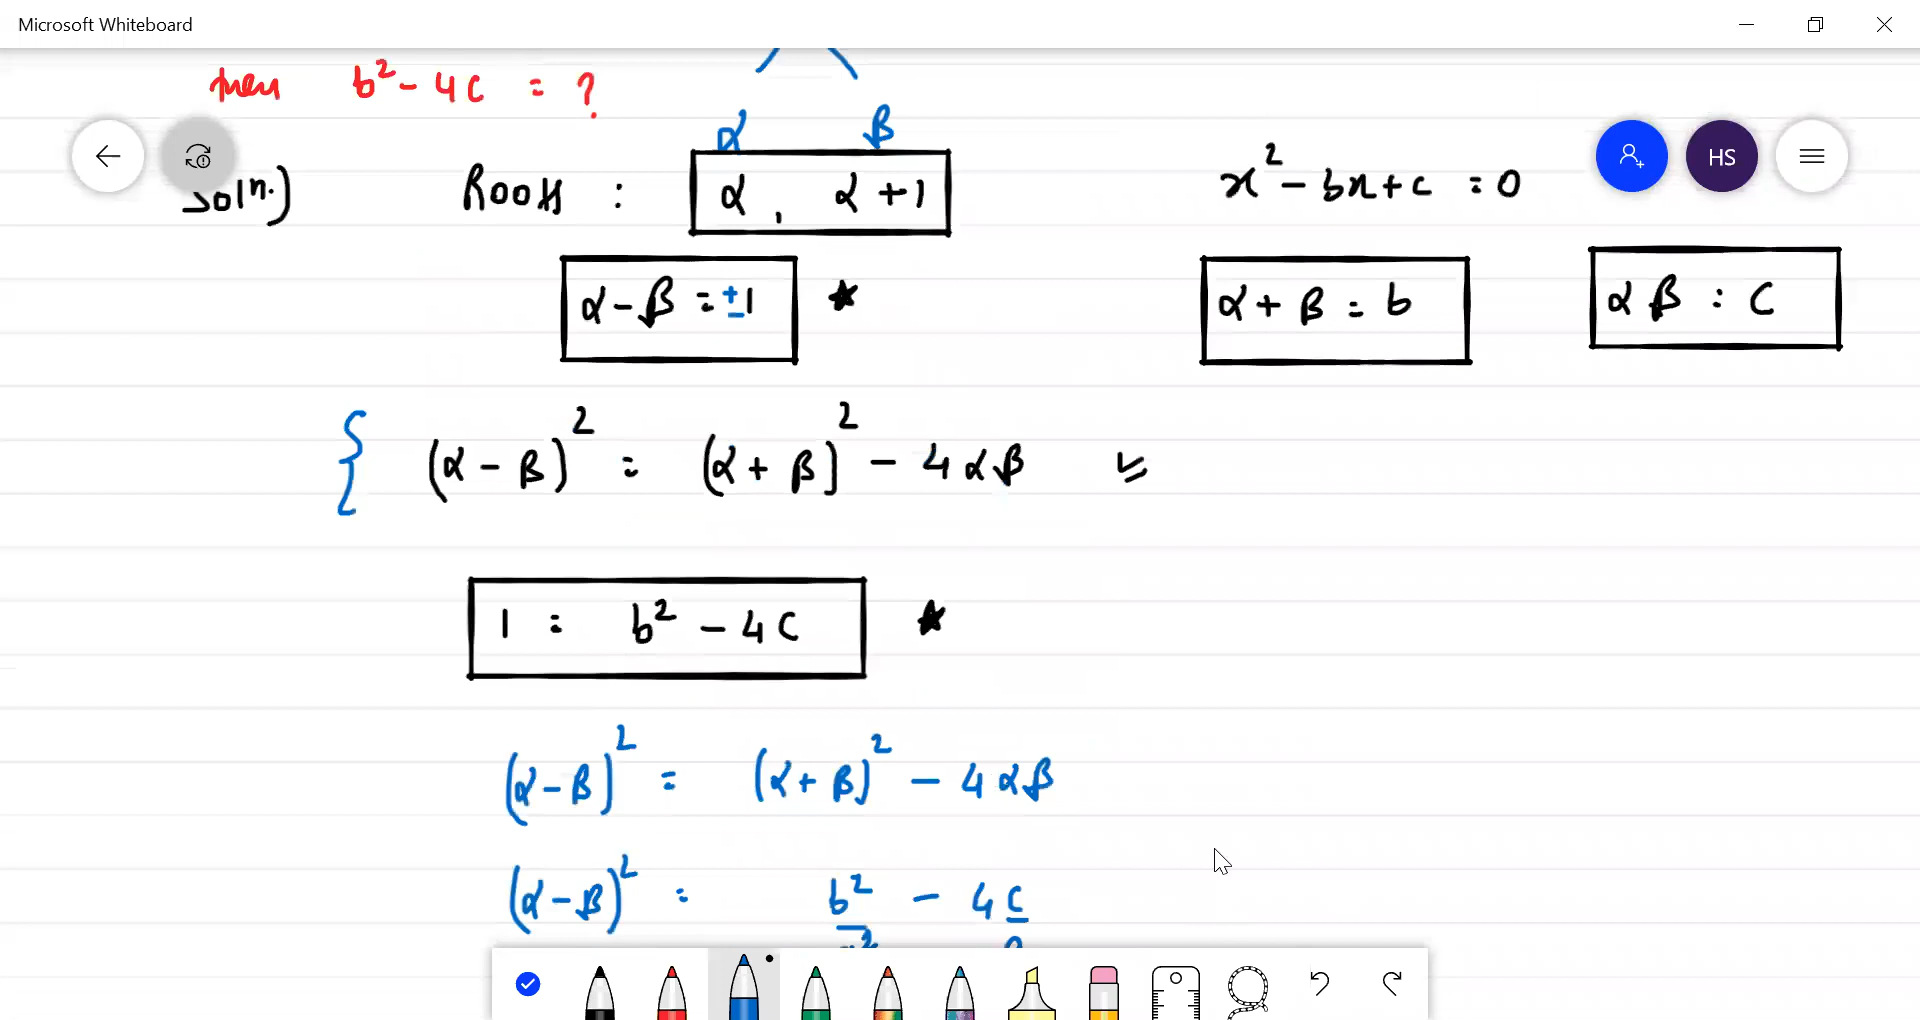 Microsoft Whiteboard
then b² - 4c = ?
α β
Soln.) Roots : α , α + 1 x² - bx + c = 0
HS
α - β = ± 1 ★ α + β = b αβ : c
{ (α - β)² = (α + β)² - 4αβ
1 = b² - 4c ★
(α - β)² = (α + β)² - 4αβ
(α - β)² = b² - 4c